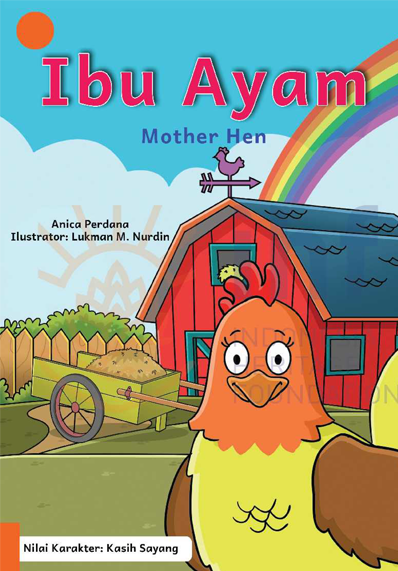 Ibu Ayam
Mother Hen
Anica Perdana
Ilustrator: Lukman M. Nurdin
Nilai Karakter: Kasih Sayang